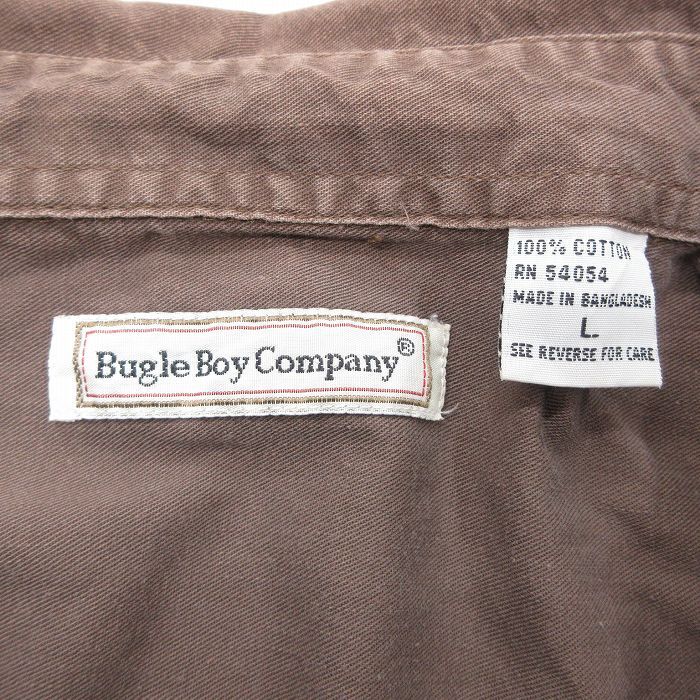 Bugle Boy Company®
100% COTTON
RN 54054
MADE IN BANGLADESH
L.
SEE REVERSE FOR CARE